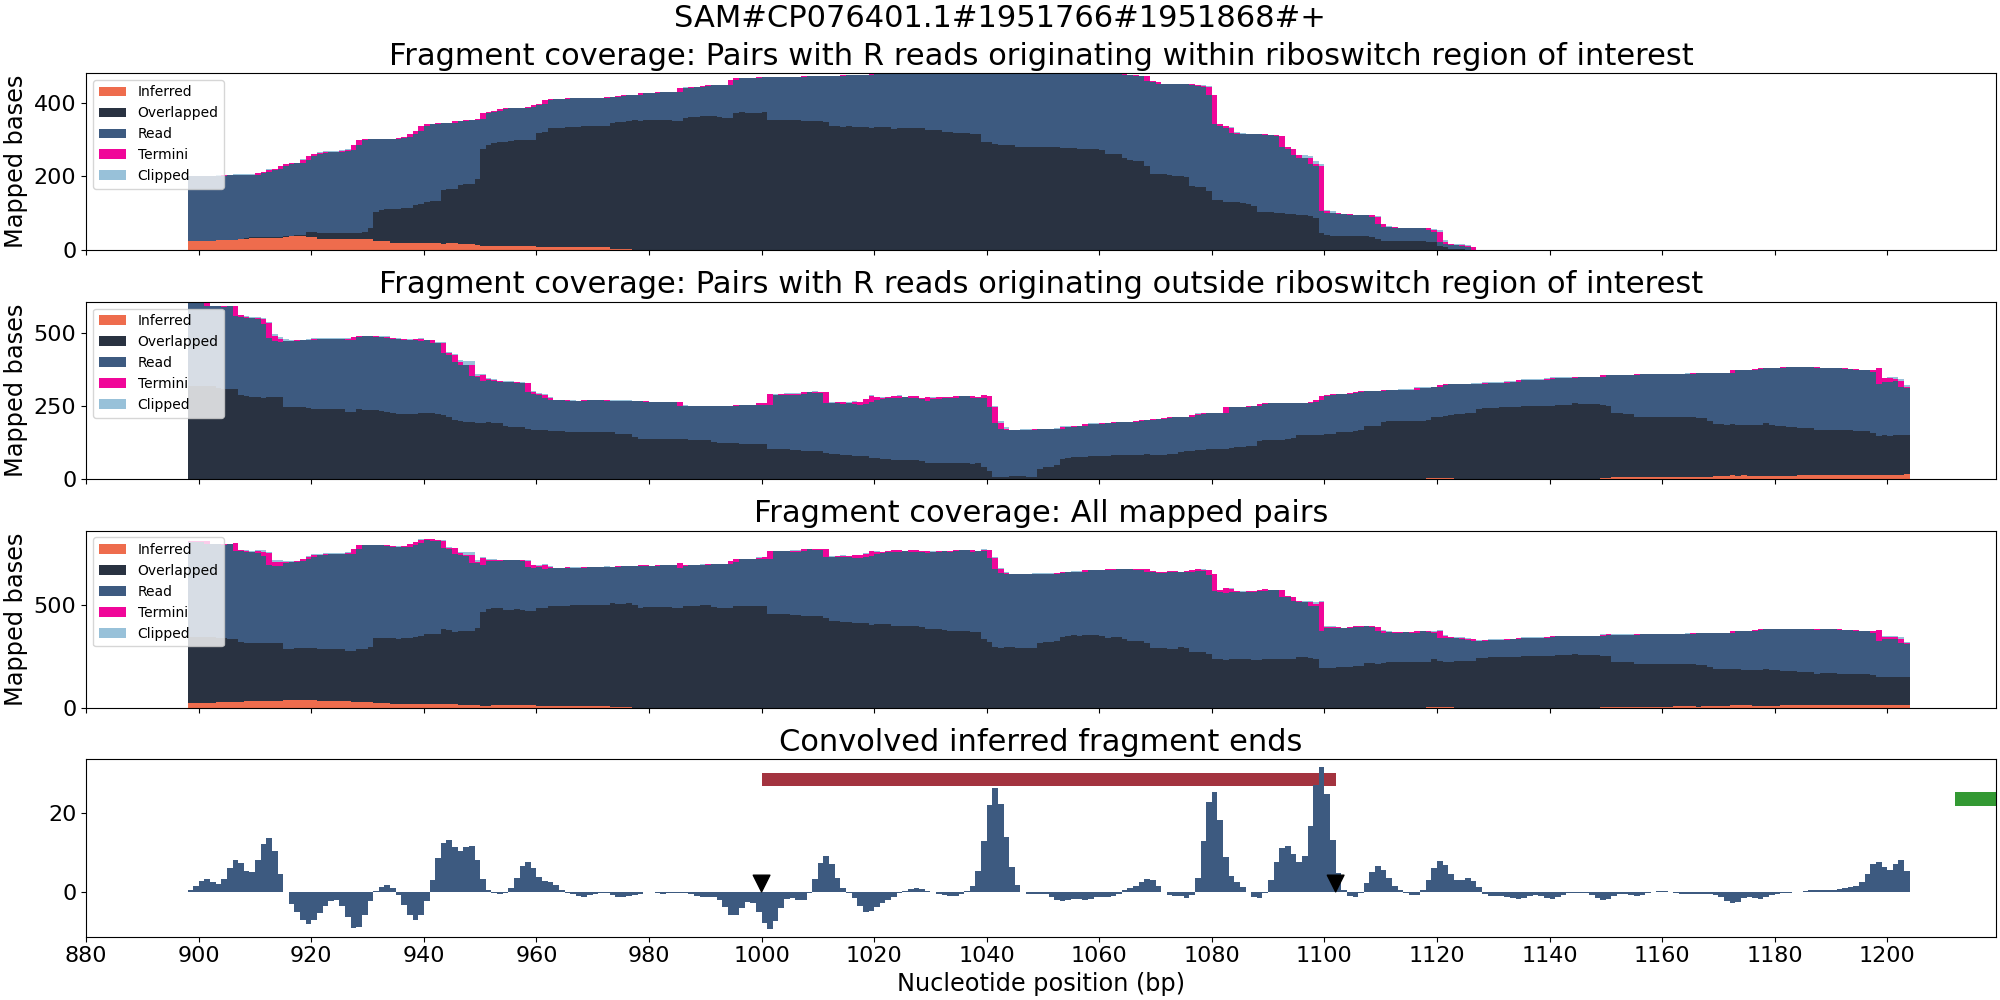 SAM#CP076401.1#1951766#1951868#+
Fragment coverage: Pairs with R reads originating within riboswitch region of interest
Mapped bases
400
200
0
Inferred
Overlapped
Read
Termini
Clipped
Fragment coverage: Pairs with R reads originating outside riboswitch region of interest
Mapped bases
500
250
0
Inferred
Overlapped
Read
Termini
Clipped
Fragment coverage: All mapped pairs
Mapped bases
500
0
Inferred
Overlapped
Read
Termini
Clipped
Convolved inferred fragment ends
20
0
880 900 920 940 960 980 1000 1020 1040 1060 1080 1100 1120 1140 1160 1180 1200
Nucleotide position (bp)